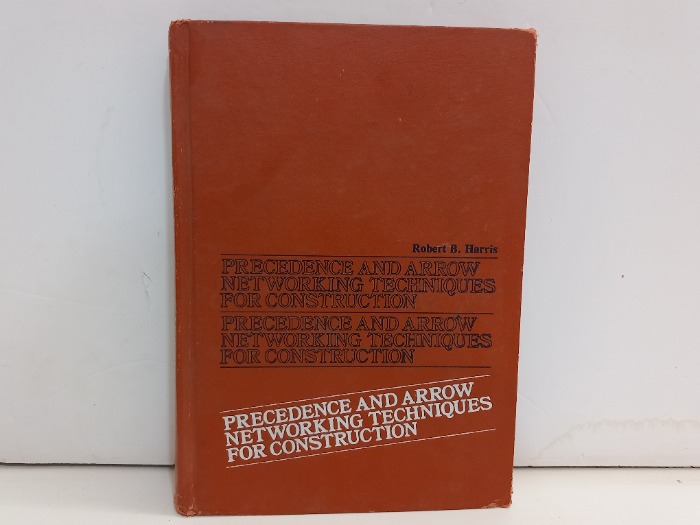 Robert B. Harris
PRECEDENCE AND ARROW
NETWORKING TECHNIQUES
FOR CONSTRUCTION
PRECEDENCE AND ARROW
NETWORKING TECHNIQUES
FOR CONSTRUCTION
PRECEDENCE AND ARROW
NETWORKING TECHNIQUES
FOR CONSTRUCTION